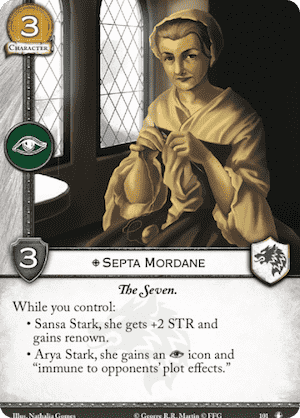 3
CHARACTER
3
SEPTA MORDANE
The Seven.
While you control:
• Sansa Stark, she gets +2 STR and
gains renown.
• Arya Stark, she gains an icon and
“immune to opponents’ plot effects.”
Illus. Nathalia Gomes © George R.R. Martin © FFG 101